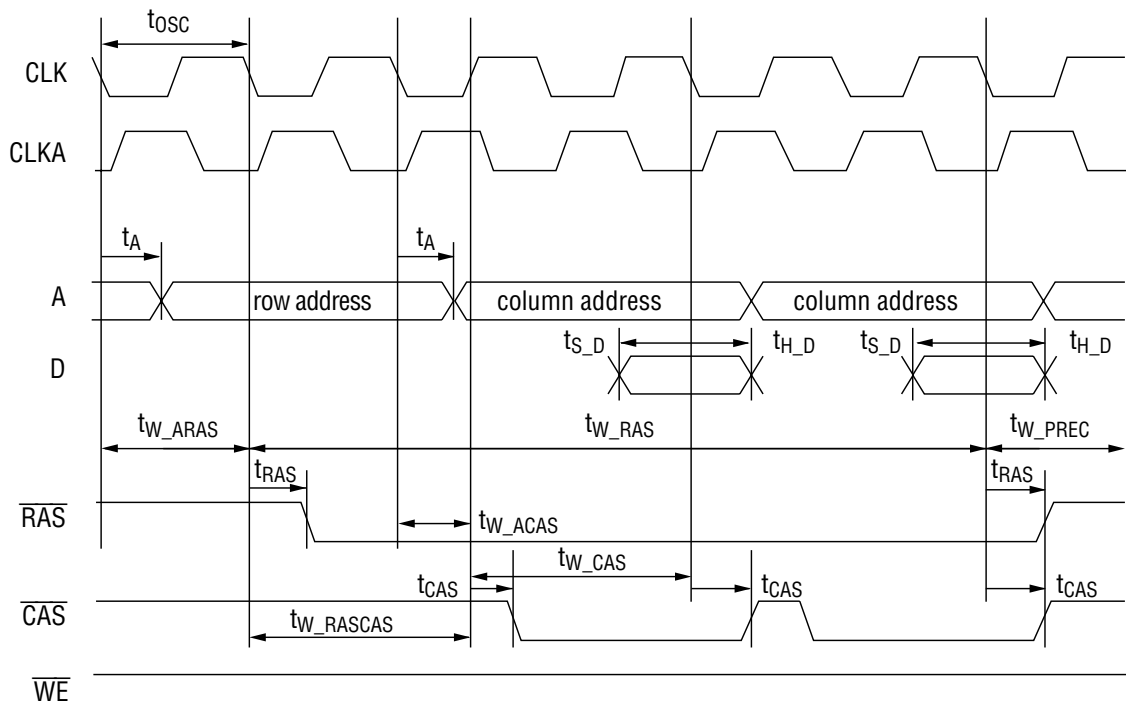 tOSC
CLK
CLKA
tA tA
A row address column address column address
D tS_D tH_D tS_D tH_D
tW_ARAS tW_RAS tW_PREC
tRAS tRAS
RAS tW_ACAS
tW_CAS
tCAS tCAS tCAS
CAS tW_RASCAS
WE